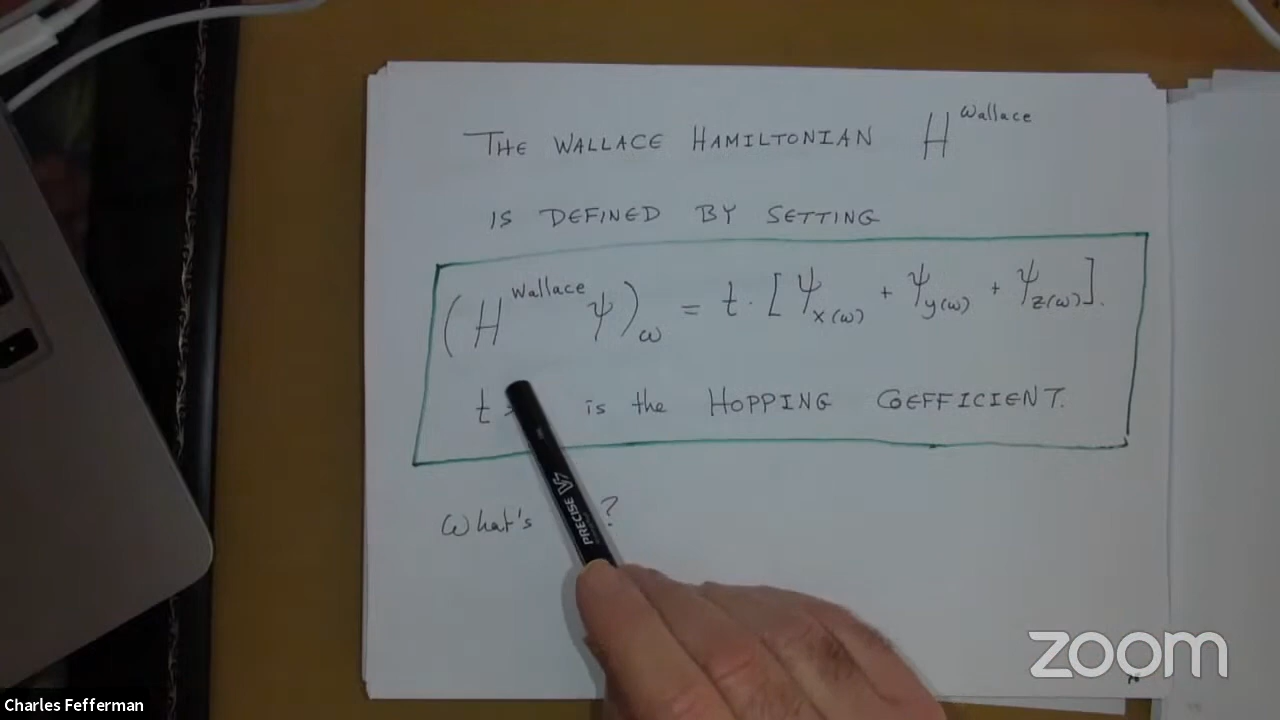 THE WALLACE HAMILTONIAN H^Wallace
IS DEFINED BY SETTING
(H^Wallace ψ)_ω = t · [ψ_x(ω) + ψ_y(ω) + ψ_z(ω)].
t > is the HOPPING COEFFICIENT.
What's ?
PRECISE V7
zoom
Charles Fefferman